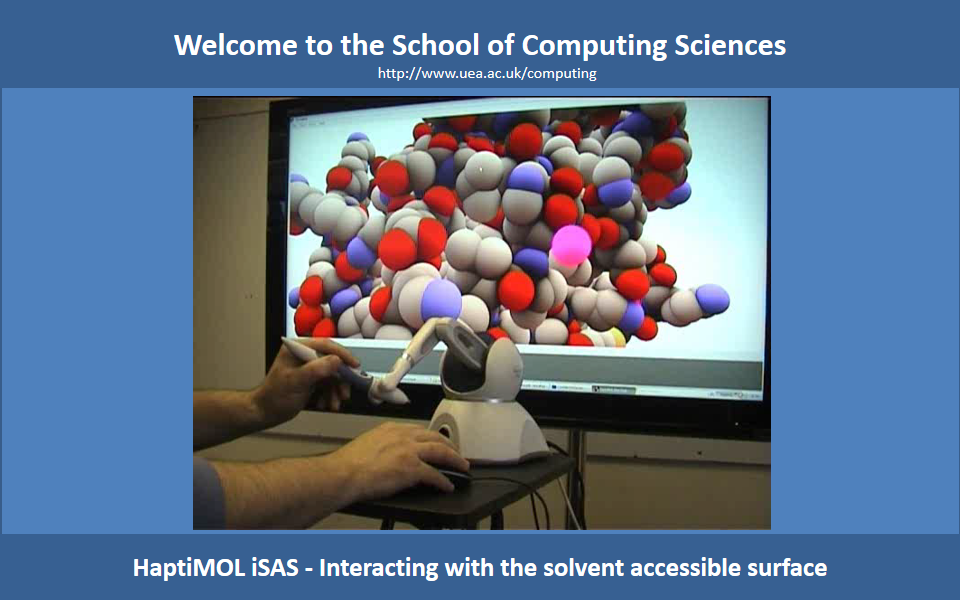 Welcome to the School of Computing Sciences
http://www.uea.ac.uk/computing
HaptiMOL iSAS - Interacting with the solvent accessible surface